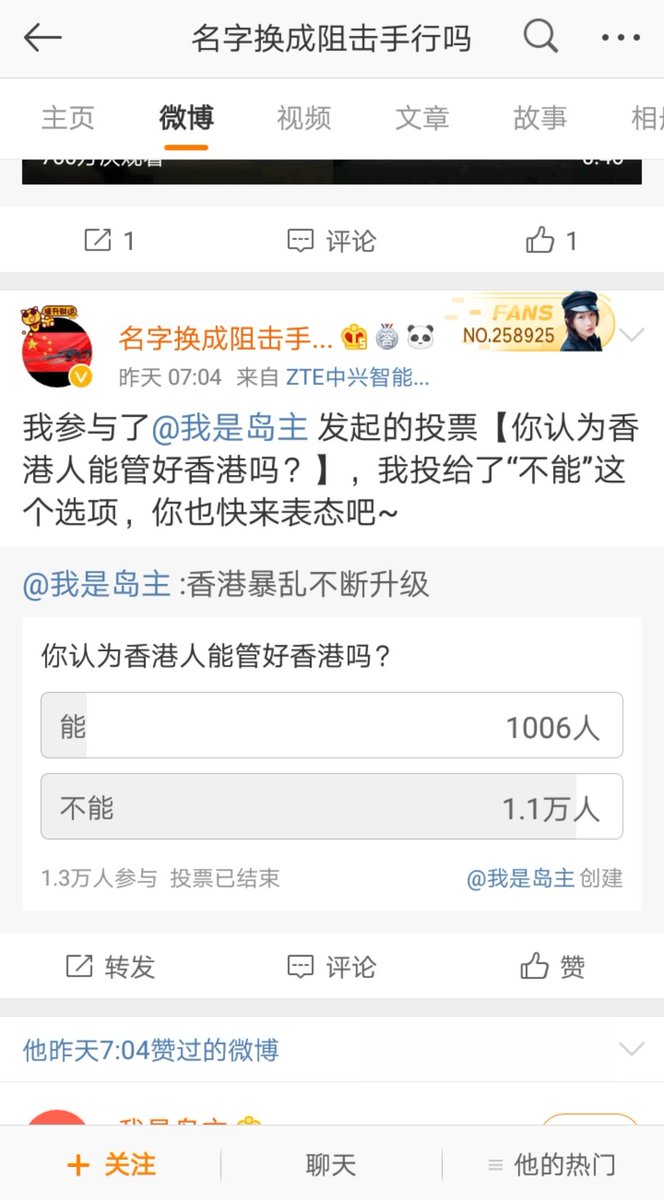 名字换成阻击手行吗
主页 微博 视频 文章 故事
1 评论 1
名字换成阻击手... FANS NO.258925
昨天 07:04 来自 ZTE中兴智能...
我参与了@我是岛主 发起的投票【你认为香
港人能管好香港吗？】，我投给了“不能”这
个选项，你也快来表态吧~
@我是岛主 :香港暴乱不断升级
你认为香港人能管好香港吗？
能 1006人
不能 1.1万人
1.3万人参与 投票已结束 @我是岛主 创建
转发 评论 赞
他昨天7:04赞过的微博
+ 关注 聊天 他的热门